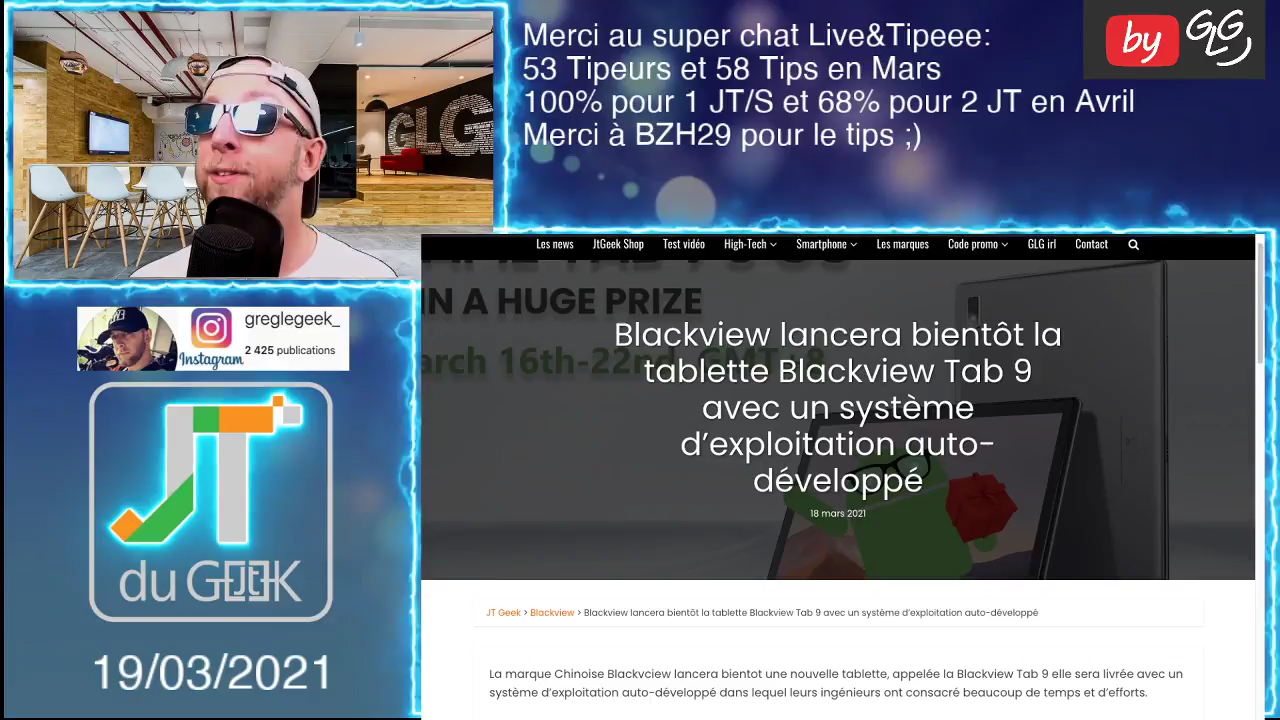 Merci au super chat Live&Tipeee:
53 Tipeurs et 58 Tips en Mars
100% pour 1 JT/S et 68% pour 2 JT en Avril
Merci à BZH29 pour le tips ;)
by GLG
GLG
greglegeek_
Instagram
2 425 publications
JT
du GEEK
19/03/2021
Les news JtGeek Shop Test vidéo High-Tech Smartphone Les marques Code promo GLG irl Contact
IN A HUGE PRIZE
March 16th-22nd, GMT+8
Blackview lancera bientôt la
tablette Blackview Tab 9
avec un système
d’exploitation auto-
développé
18 mars 2021
JT Geek > Blackview > Blackview lancera bientôt la tablette Blackview Tab 9 avec un système d’exploitation auto-développé
La marque Chinoise Blackvciew lancera bientot une nouvelle tablette, appelée la Blackview Tab 9 elle sera livrée avec un
système d’exploitation auto-développé dans lequel leurs ingénieurs ont consacré beaucoup de temps et d’efforts.